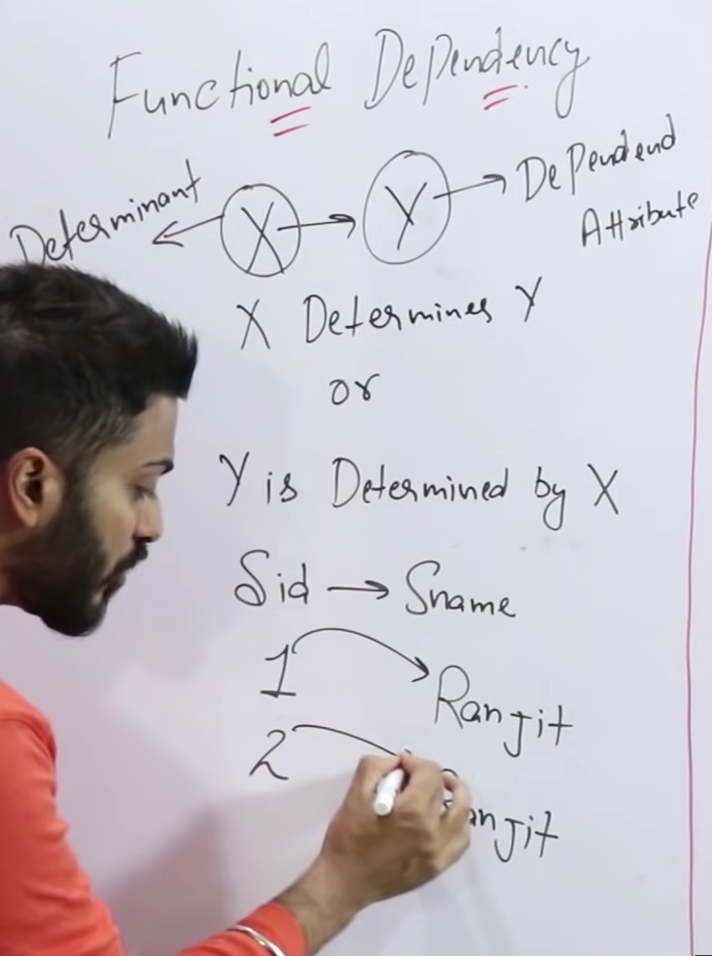 Functional Dependency
Determinant X → Y → Dependend
Attribute
X Determines Y
or
Y is Determined by X
Sid → Sname
1 Ranjit
2